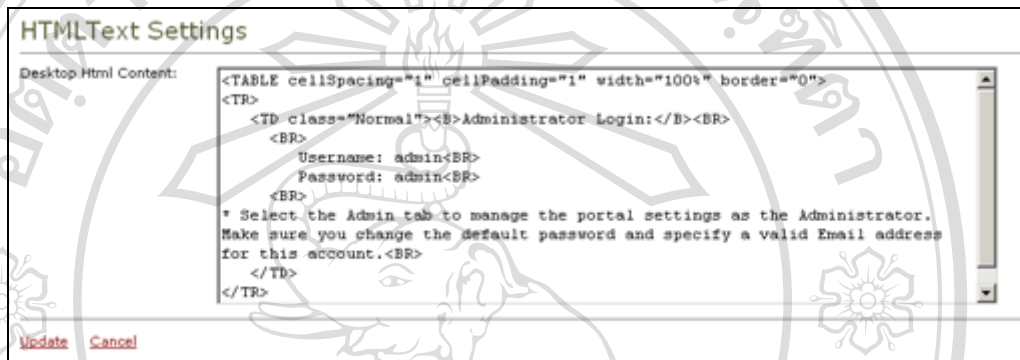 HTMLText Settings
Desktop Html Content:
<TABLE cellSpacing="1" cellPadding="1" width="100%" border="0">
<TR>
<TD class="Normal"><B>Administrator Login:</B><BR>
<BR>
Username: admin<BR>
Password: admin<BR>
<BR>
* Select the Admin tab to manage the portal settings as the Administrator.
Make sure you change the default password and specify a valid Email address
for this account.<BR>
</TD>
</TR>
Update Cancel